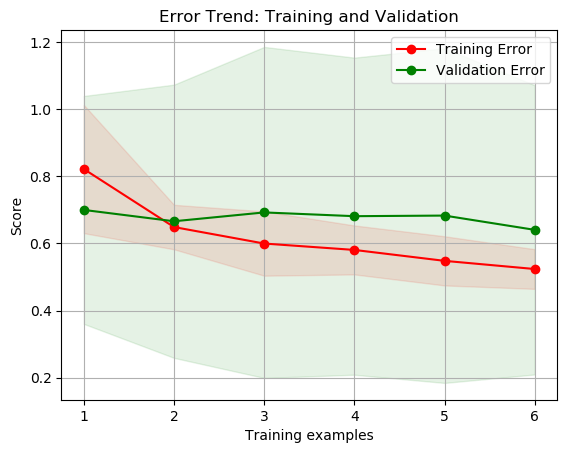 Error Trend: Training and Validation
Training Error
Validation Error
Score
1.2
1.0
0.8
0.6
0.4
0.2
1 2 3 4 5 6
Training examples